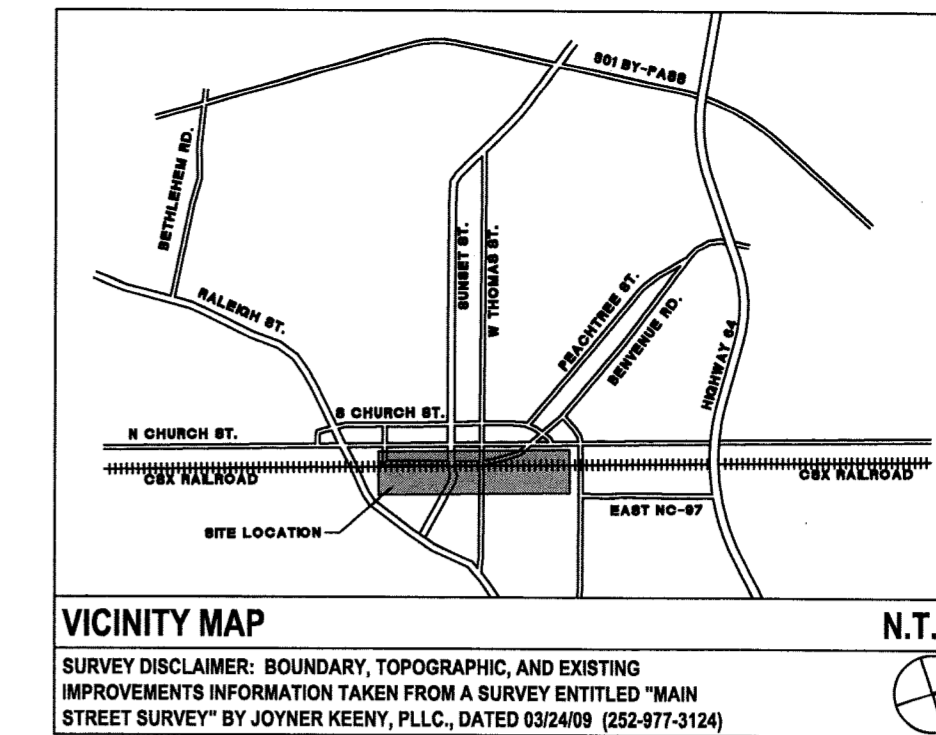 801 BY-PASS
BETHLEHEM RD.
SUNSET ST.
W THOMAS ST.
PEACHTREE ST.
BENVENUE RD.
HIGHWAY 64
RALEIGH ST.
S CHURCH ST.
N CHURCH ST.
CSX RAILROAD
CSX RAILROAD
SITE LOCATION
EAST NC-97
VICINITY MAP
N.T.
SURVEY DISCLAIMER: BOUNDARY, TOPOGRAPHIC, AND EXISTING
IMPROVEMENTS INFORMATION TAKEN FROM A SURVEY ENTITLED "MAIN
STREET SURVEY" BY JOYNER KEENY, PLLC., DATED 03/24/09 (252-977-3124)